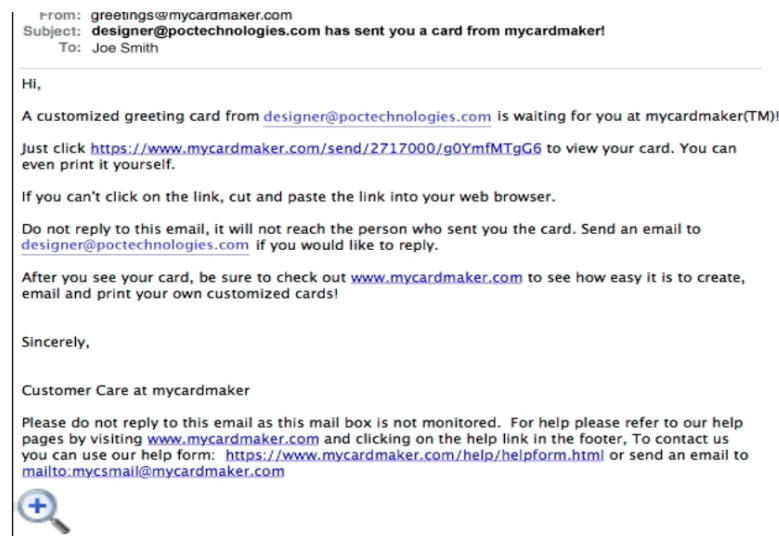 From: greetings@mycardmaker.com
Subject: designer@poctechnologies.com has sent you a card from mycardmaker!
To: Joe Smith
Hi,
A customized greeting card from designer@poctechnologies.com is waiting for you at mycardmaker(TM)!
Just click https://www.mycardmaker.com/send/2717000/g0YmfMTgG6 to view your card. You can
even print it yourself.
If you can't click on the link, cut and paste the link into your web browser.
Do not reply to this email, it will not reach the person who sent you the card. Send an email to
designer@poctechnologies.com if you would like to reply.
After you see your card, be sure to check out www.mycardmaker.com to see how easy it is to create,
email and print your own customized cards!
Sincerely,
Customer Care at mycardmaker
Please do not reply to this email as this mail box is not monitored. For help please refer to our help
pages by visiting www.mycardmaker.com and clicking on the help link in the footer, To contact us
you can use our help form: https://www.mycardmaker.com/help/helpform.html or send an email to
mailto:mycsmail@mycardmaker.com